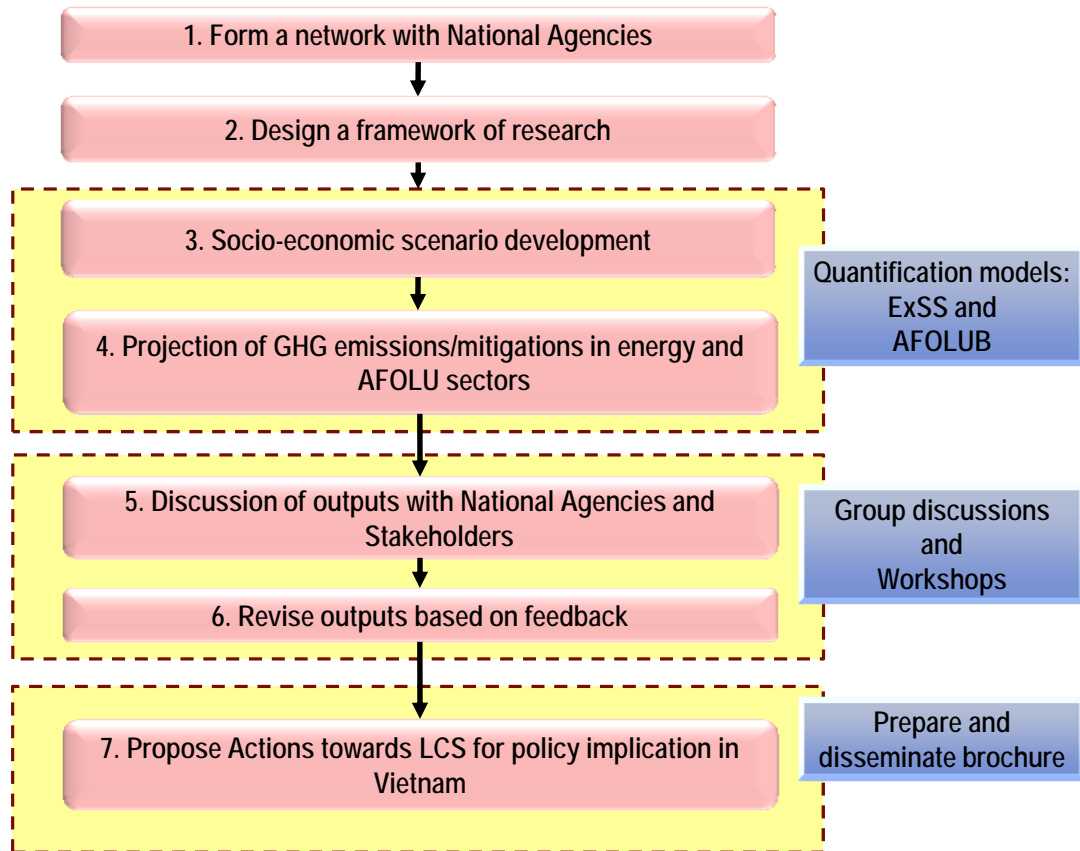 1. Form a network with National Agencies
2. Design a framework of research
3. Socio-economic scenario development
Quantification models:
ExSS and
AFOLUB
4. Projection of GHG emissions/mitigations in energy and
AFOLU sectors
5. Discussion of outputs with National Agencies and
Stakeholders
Group discussions
and
Workshops
6. Revise outputs based on feedback
7. Propose Actions towards LCS for policy implication in
Vietnam
Prepare and
disseminate brochure